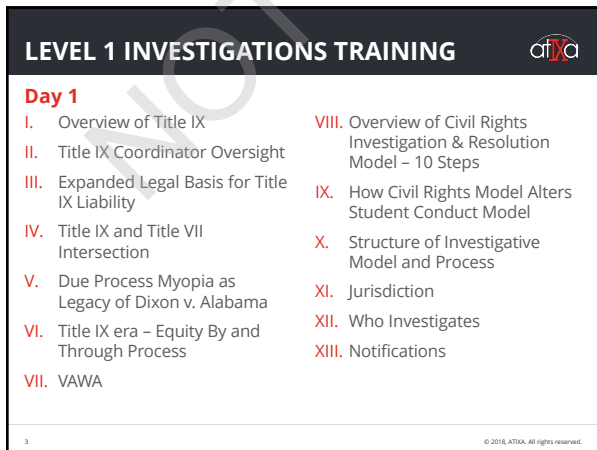 LEVEL 1 INVESTIGATIONS TRAINING
atIXa
Day 1
I. Overview of Title IX
II. Title IX Coordinator Oversight
III. Expanded Legal Basis for Title
IX Liability
IV. Title IX and Title VII
Intersection
V. Due Process Myopia as
Legacy of Dixon v. Alabama
VI. Title IX era – Equity By and
Through Process
VII. VAWA
VIII. Overview of Civil Rights
Investigation & Resolution
Model – 10 Steps
IX. How Civil Rights Model Alters
Student Conduct Model
X. Structure of Investigative
Model and Process
XI. Jurisdiction
XII. Who Investigates
XIII. Notifications
NOT
3
© 2018, ATIXA. All rights reserved.